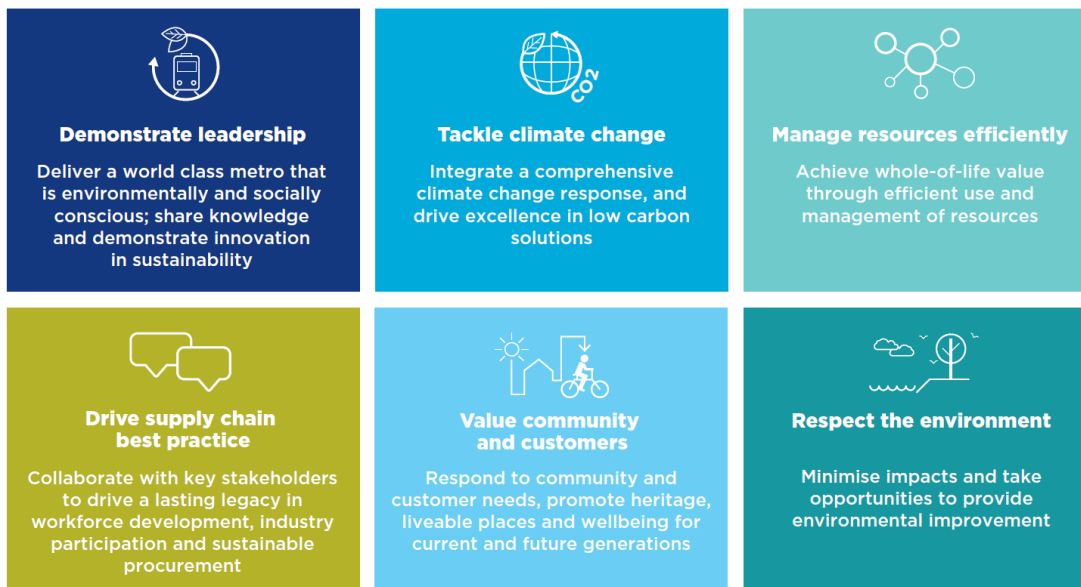 CO2
Demonstrate leadership
Deliver a world class metro that
is environmentally and socially
conscious; share knowledge
and demonstrate innovation
in sustainability
Tackle climate change
Integrate a comprehensive
climate change response, and
drive excellence in low carbon
solutions
Manage resources efficiently
Achieve whole-of-life value
through efficient use and
management of resources
Drive supply chain
best practice
Collaborate with key stakeholders
to drive a lasting legacy in
workforce development, industry
participation and sustainable
procurement
Value community
and customers
Respond to community and
customer needs, promote heritage,
liveable places and wellbeing for
current and future generations
Respect the environment
Minimise impacts and take
opportunities to provide
environmental improvement